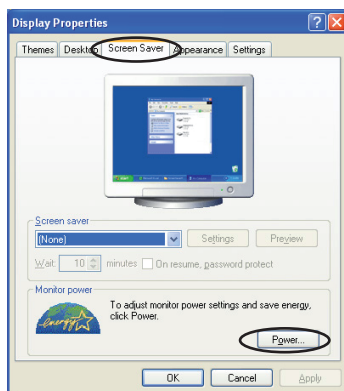 Display Properties
Themes Desktop Screen Saver Appearance Settings
Screen saver
(None) Settings Preview
Wait: 10 minutes On resume, password protect
Monitor power
To adjust monitor power settings and save energy,
click Power.
energy
Power...
OK Cancel Apply